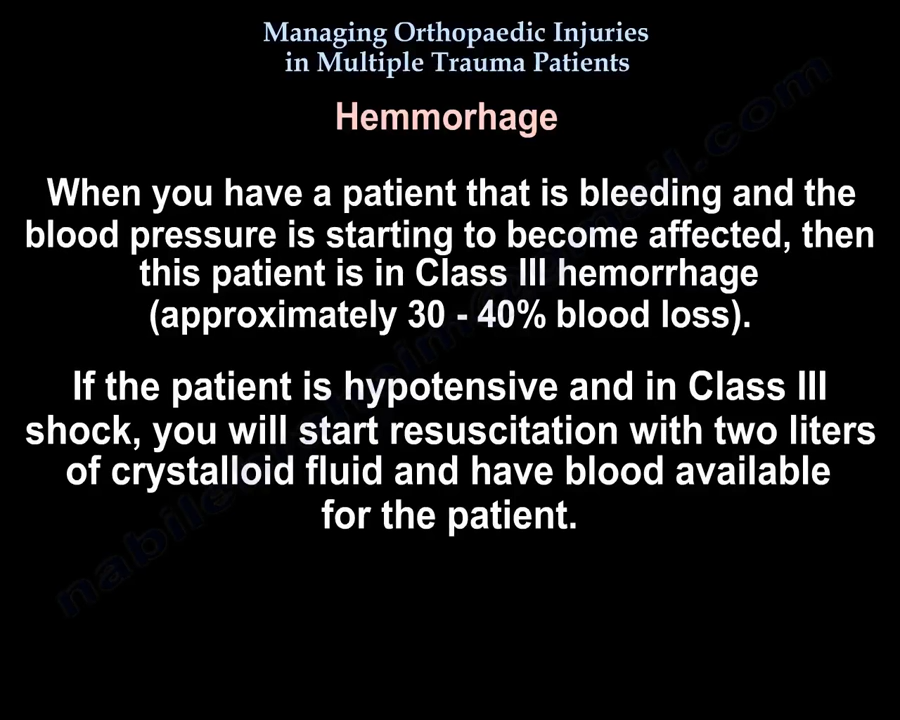 Managing Orthopaedic Injuries
in Multiple Trauma Patients
Hemmorhage
When you have a patient that is bleeding and the
blood pressure is starting to become affected, then
this patient is in Class III hemorrhage
(approximately 30 - 40% blood loss).
If the patient is hypotensive and in Class III
shock, you will start resuscitation with two liters
of crystalloid fluid and have blood available
for the patient.